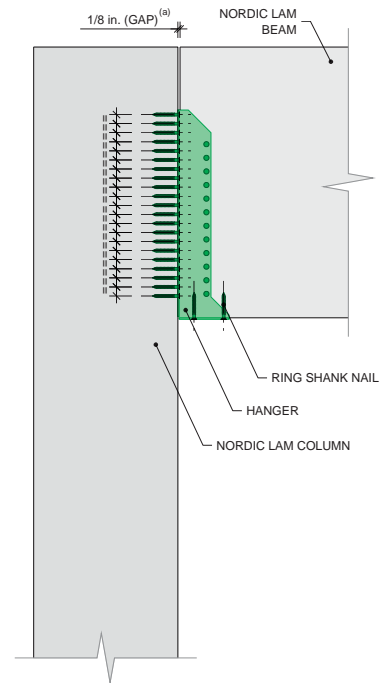 1/8 in. (GAP)(a)
NORDIC LAM
BEAM
RING SHANK NAIL
HANGER
NORDIC LAM COLUMN